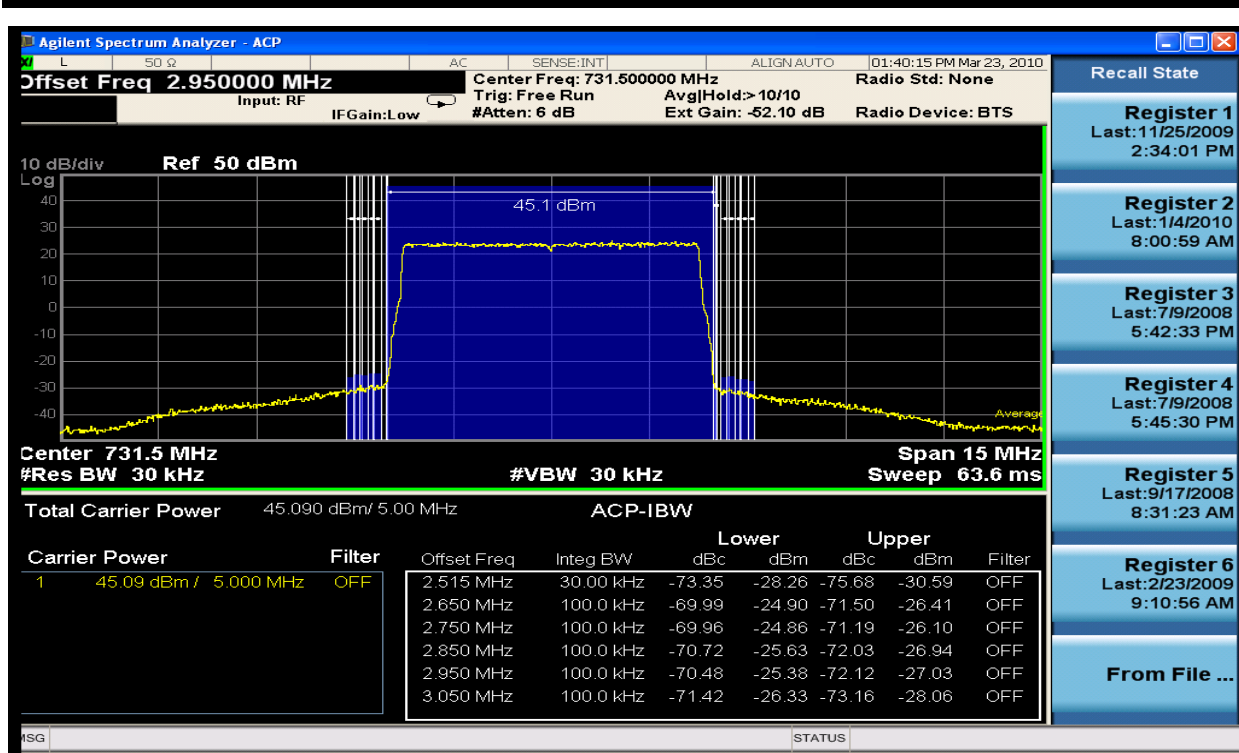 Agilent Spectrum Analyzer - ACP
L 50 Ω AC SENSE:INT ALIGN AUTO 01:40:15 PM Mar 23, 2010
Offset Freq 2.950000 MHz
Input: RF
IFGain:Low
Center Freq: 731.500000 MHz
Trig: Free Run Avg|Hold:>10/10
#Atten: 6 dB Ext Gain: -52.10 dB
Radio Std: None
Radio Device: BTS
10 dB/div Ref 50 dBm
Log
40
30
20
10
0
-10
-20
-30
-40
45.1 dBm
Average
Center 731.5 MHz Span 15 MHz
#Res BW 30 kHz #VBW 30 kHz Sweep 63.6 ms
Total Carrier Power 45.090 dBm/ 5.00 MHz ACP-IBW
Lower Upper
Carrier Power Filter Offset Freq Integ BW dBc dBm dBc dBm Filter
1 45.09 dBm / 5.000 MHz OFF 2.515 MHz 30.00 kHz -73.35 -28.26 -75.68 -30.59 OFF
2.650 MHz 100.0 kHz -69.99 -24.90 -71.50 -26.41 OFF
2.750 MHz 100.0 kHz -69.96 -24.86 -71.19 -26.10 OFF
2.850 MHz 100.0 kHz -70.72 -25.63 -72.03 -26.94 OFF
2.950 MHz 100.0 kHz -70.48 -25.38 -72.12 -27.03 OFF
3.050 MHz 100.0 kHz -71.42 -26.33 -73.16 -28.06 OFF
MSG STATUS
Recall State
Register 1
Last:11/25/2009
2:34:01 PM
Register 2
Last:1/4/2010
8:00:59 AM
Register 3
Last:7/9/2008
5:42:33 PM
Register 4
Last:7/9/2008
5:45:30 PM
Register 5
Last:9/17/2008
8:31:23 AM
Register 6
Last:2/23/2009
9:10:56 AM
From File ...